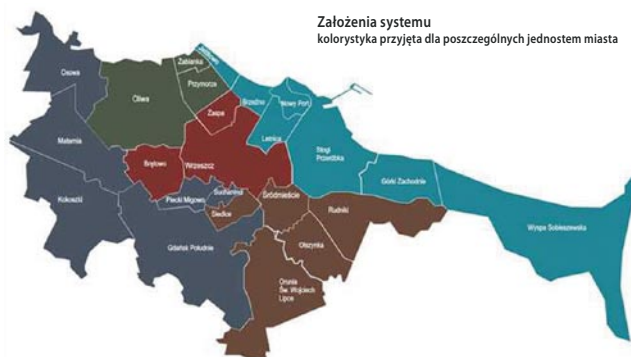 Założenia systemu
kolorystyka przyjęta dla poszczególnych jednostem miasta
Osowa
Żabianka
Jelitkowo
Oliwa
Przymorze
Brzeźno
Nowy Port
Zaspa
Letnica
Matarnia
Stogi
Przeróbka
Brętowo
Wrzeszcz
Górki Zachodnie
Kokoszki
Piecki Migowo
Suchanino
Śródmieście
Siedlce
Rudniki
Wyspa Sobieszewska
Gdańsk Południe
Olszynka
Orunia
Św. Wojciech
Lipce